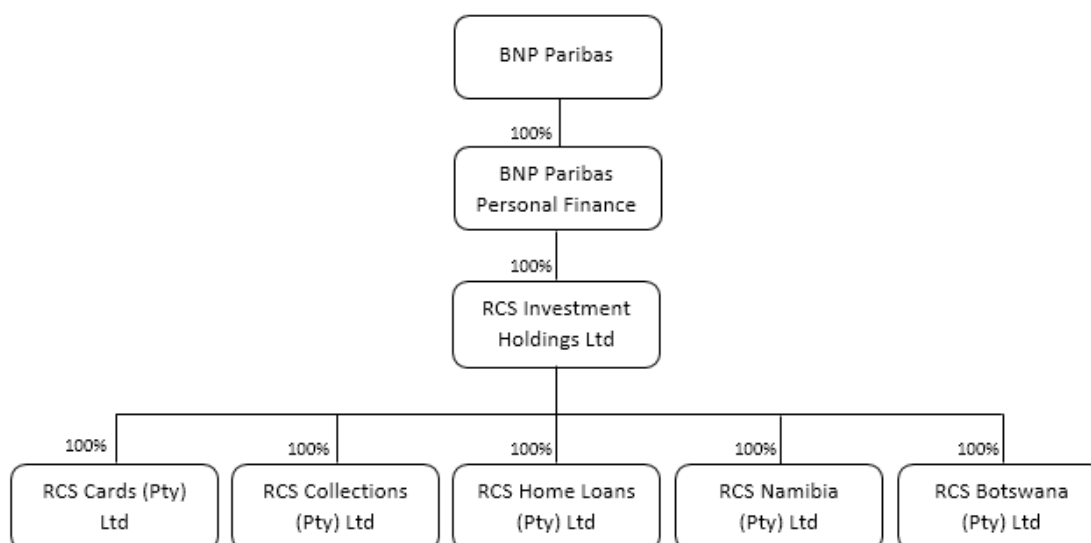 BNP Paribas
100%
BNP Paribas
Personal Finance
100%
RCS Investment
Holdings Ltd
100%
100%
100%
100%
100%
RCS Cards (Pty)
Ltd
RCS Collections
(Pty) Ltd
RCS Home Loans
(Pty) Ltd
RCS Namibia
(Pty) Ltd
RCS Botswana
(Pty) Ltd